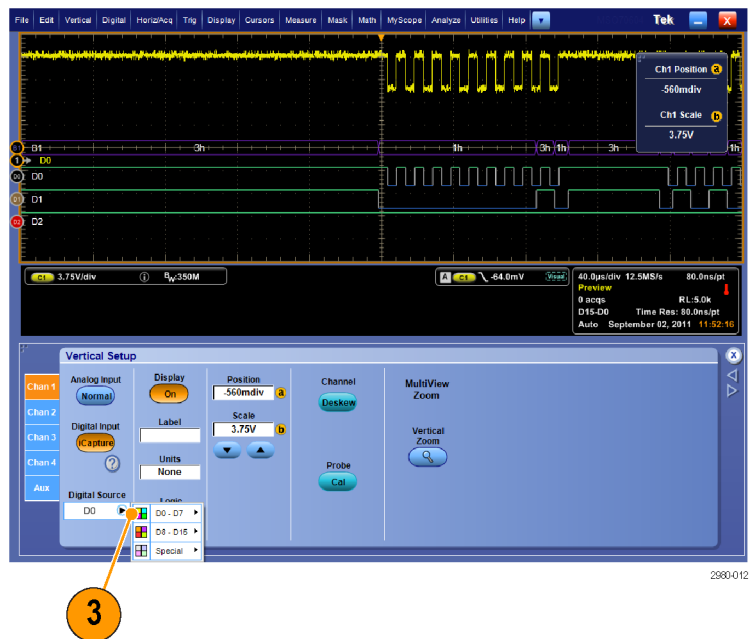 File Edit Vertical Digital Horiz/Acq Trig Display Cursors Measure Mask Math MyScope Analyze Utilities Help Tek X
Ch1 Position a
-560mdiv
Ch1 Scale b
3.75V
B1 3h 1h 3h 1h 3h 1h
1 D0
D0 D0
D1 D1
D2 D2
C1 3.75V/div BW:350M
A C1 -64.0mV Visual
40.0µs/div 12.5MS/s 80.0ns/pt
Preview
0 acqs RL:5.0k
D15-D0 Time Res: 80.0ns/pt
Auto September 02, 2011 11:52:16
Vertical Setup x
Chan 1
Chan 2
Chan 3
Chan 4
Aux
Analog Input
Normal
Digital Input
iCapture
?
Digital Source
D0
Display
On
Label
Units
None
Logic
D0 - D7
D8 - D15
Special
Position
-560mdiv a
Scale
3.75V b
Channel
Deskew
Probe
Cal
MultiView
Zoom
Vertical
Zoom
2980-012
3